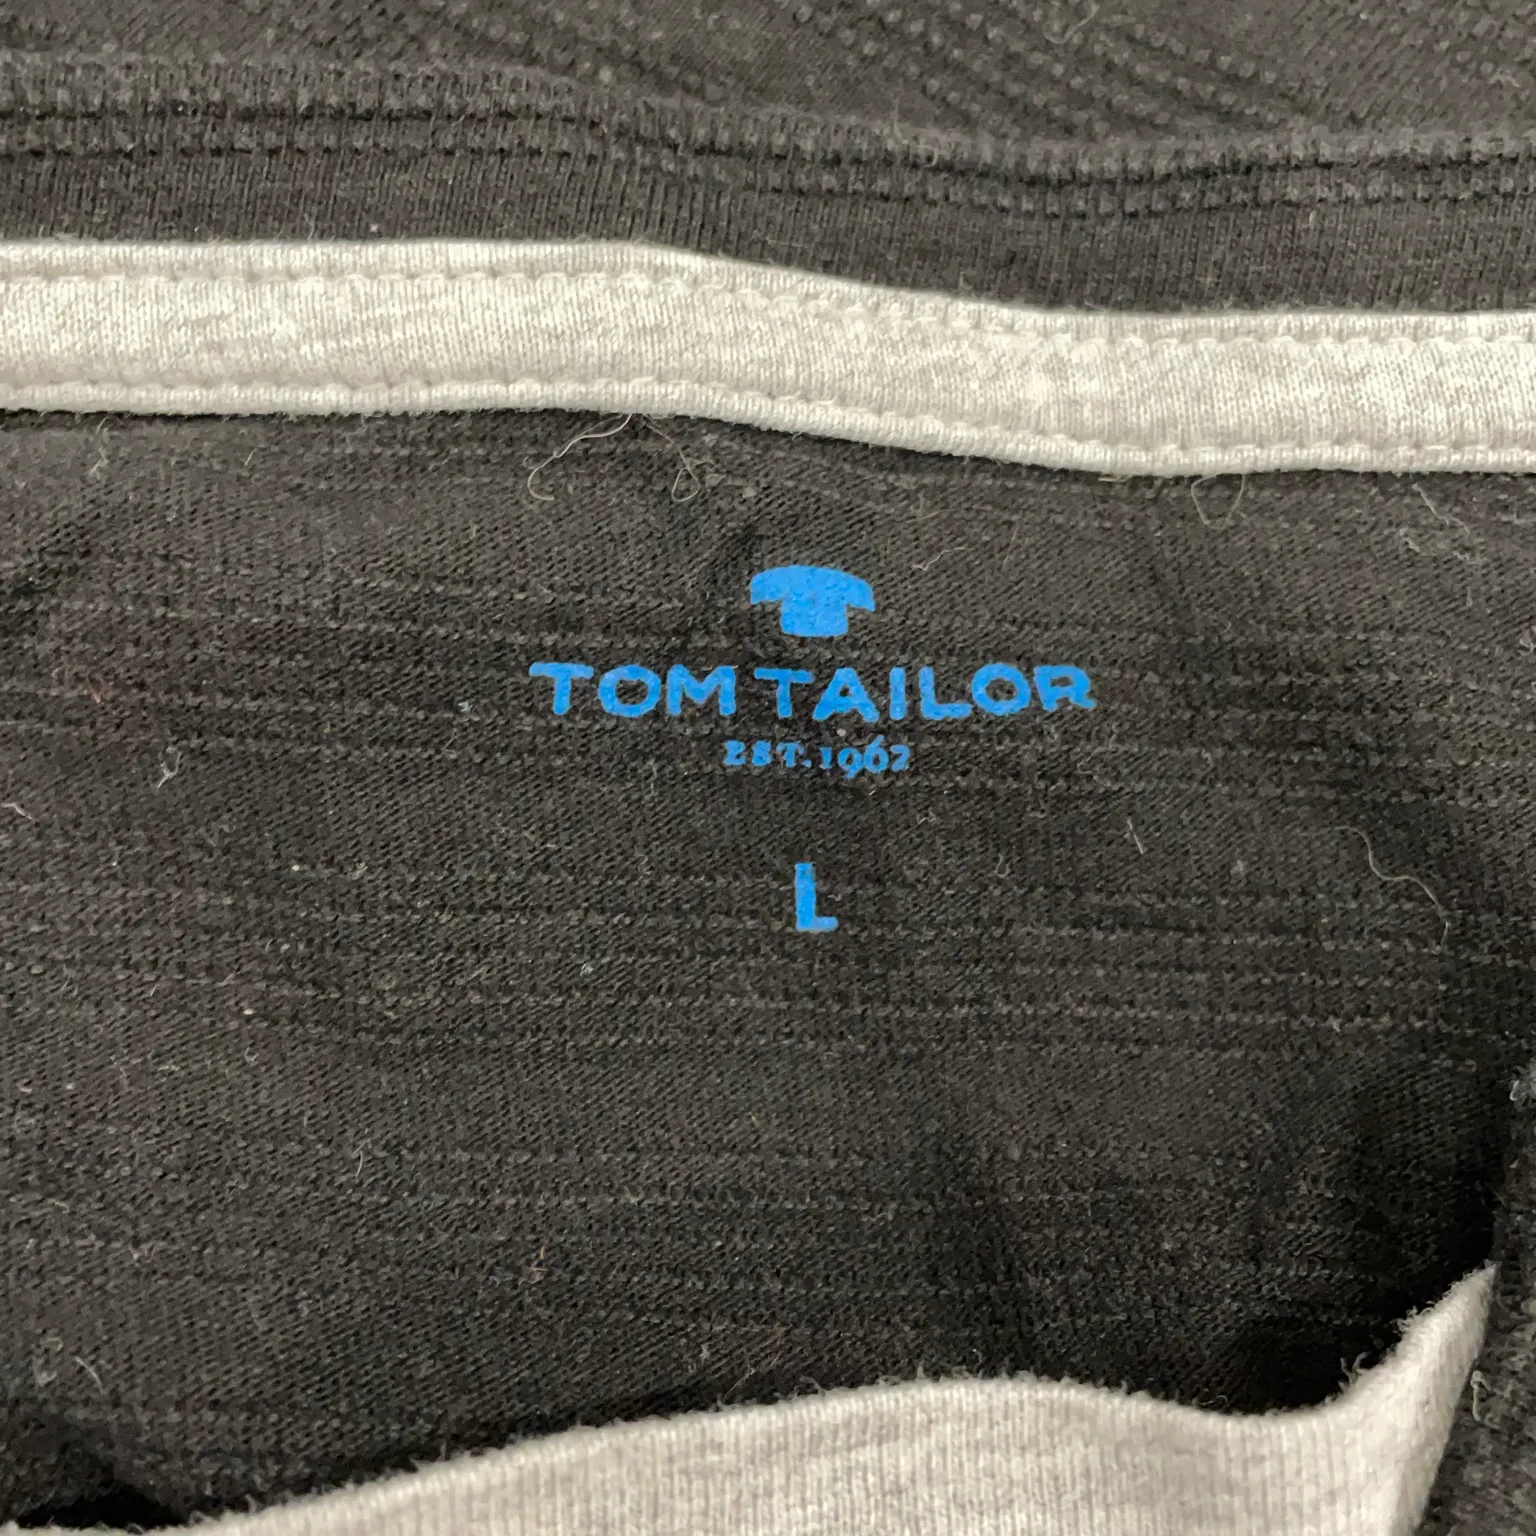 TOM TAILOR
EST. 1962
L